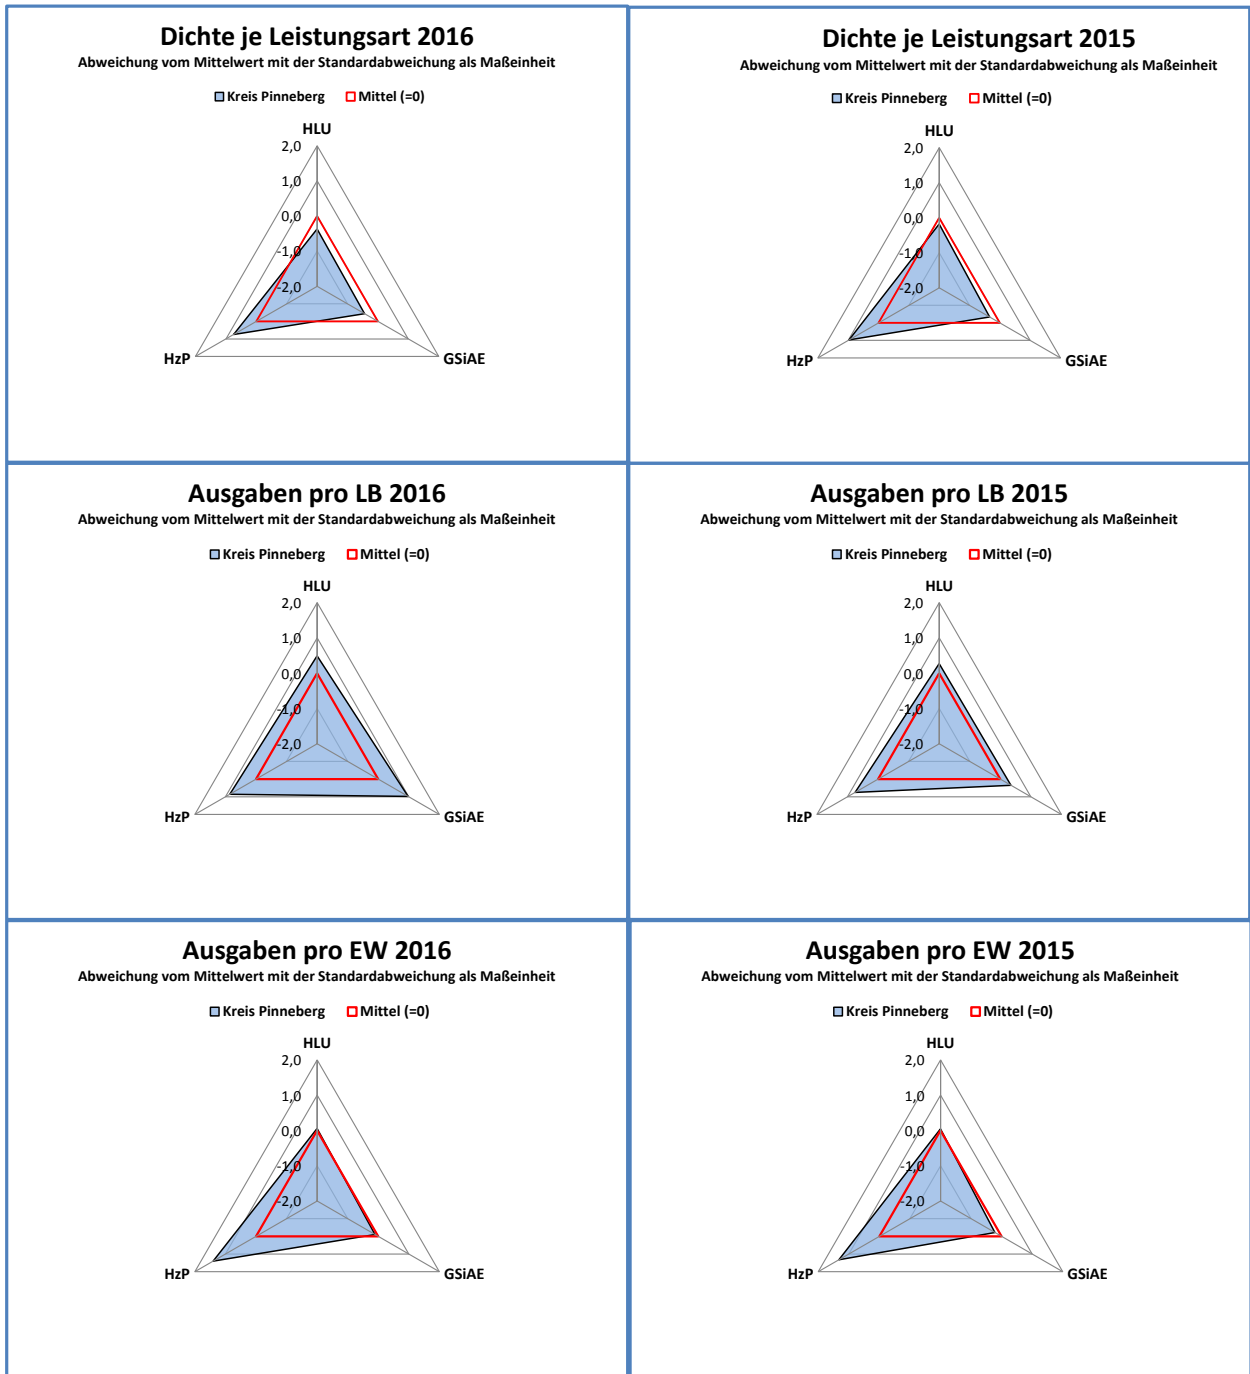 Dichte je Leistungsart 2016
Abweichung vom Mittelwert mit der Standardabweichung als Maßeinheit
Kreis Pinneberg Mittel (=0)
HLU
2,0
1,0
0,0
-1,0
-2,0
HzP
GSiAE
Dichte je Leistungsart 2015
Abweichung vom Mittelwert mit der Standardabweichung als Maßeinheit
Kreis Pinneberg Mittel (=0)
HLU
2,0
1,0
0,0
-1,0
-2,0
HzP
GSiAE
Ausgaben pro LB 2016
Abweichung vom Mittelwert mit der Standardabweichung als Maßeinheit
Kreis Pinneberg Mittel (=0)
HLU
2,0
1,0
0,0
-1,0
-2,0
HzP
GSiAE
Ausgaben pro LB 2015
Abweichung vom Mittelwert mit der Standardabweichung als Maßeinheit
Kreis Pinneberg Mittel (=0)
HLU
2,0
1,0
0,0
-1,0
-2,0
HzP
GSiAE
Ausgaben pro EW 2016
Abweichung vom Mittelwert mit der Standardabweichung als Maßeinheit
Kreis Pinneberg Mittel (=0)
HLU
2,0
1,0
0,0
-1,0
-2,0
HzP
GSiAE
Ausgaben pro EW 2015
Abweichung vom Mittelwert mit der Standardabweichung als Maßeinheit
Kreis Pinneberg Mittel (=0)
HLU
2,0
1,0
0,0
-1,0
-2,0
HzP
GSiAE